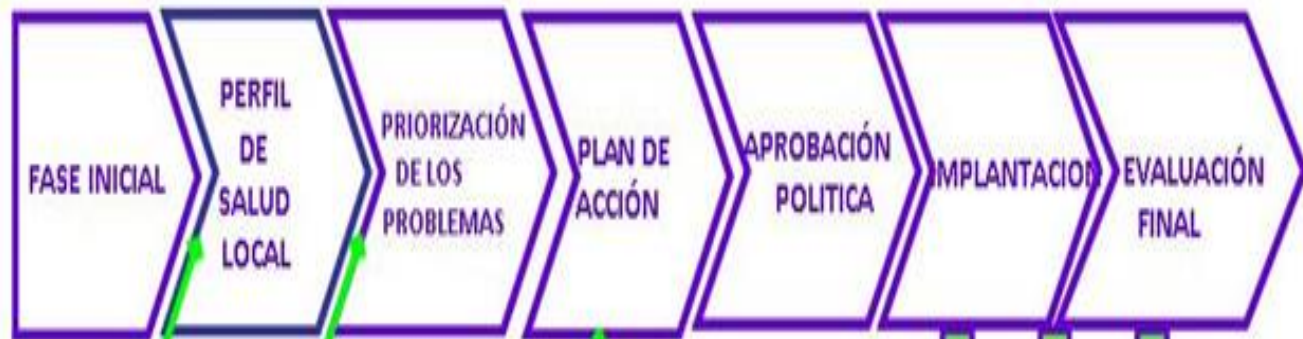 FASE INICIAL
PERFIL
DE
SALUD
LOCAL
PRIORIZACIÓN
DE LOS
PROBLEMAS
PLAN DE
ACCIÓN
APROBACIÓN
POLITICA
IMPLANTACION
EVALUACIÓN
FINAL